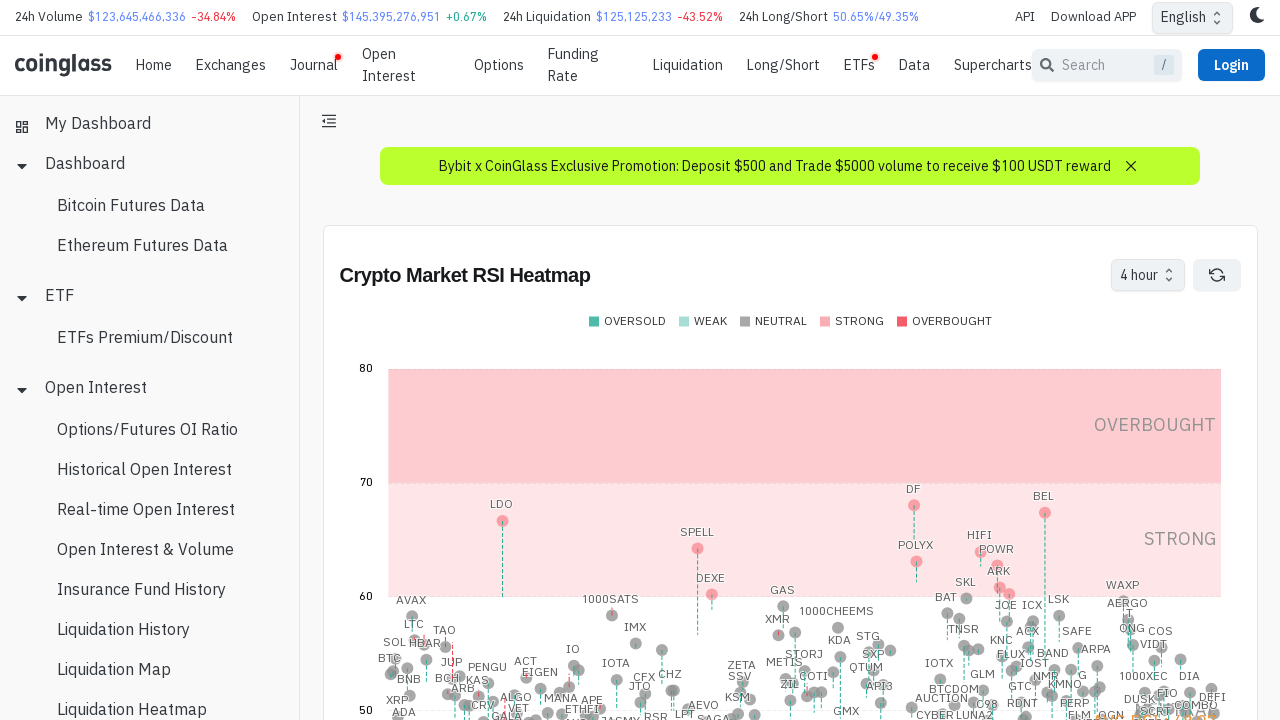 24h Volume $123,645,466,336 -34.84% Open Interest $145,395,276,951 +0.67% 24h Liquidation $125,125,233 -43.52% 24h Long/Short 50.65%/49.35% API Download APP English
coinglass Home Exchanges Journal Open Interest Options Funding Rate Liquidation Long/Short ETFs Data Supercharts Search / Login
My Dashboard
Dashboard
Bitcoin Futures Data
Ethereum Futures Data
ETF
ETFs Premium/Discount
Open Interest
Options/Futures OI Ratio
Historical Open Interest
Real-time Open Interest
Open Interest & Volume
Insurance Fund History
Liquidation History
Liquidation Map
Liquidation Heatmap
Bybit x CoinGlass Exclusive Promotion: Deposit $500 and Trade $5000 volume to receive $100 USDT reward
Crypto Market RSI Heatmap
4 hour
OVERSOLD WEAK NEUTRAL STRONG OVERBOUGHT
80
OVERBOUGHT
70
DF
BEL
LDO
SPELL
HIFI
STRONG
POLYX
POWR
ARK
DEXE
SKL
WAXP
GAS
60
AVAX
1000SATS
BAT
LSK
AERGO
JOE ICX
1000CHEEMS
LTC
XMR
IMX
TAO
TNSR
ACX
SAFE
ONG
COS
STG
KDA
KNC
SOL
HBAR
VIDT
IO
ARPA
STORJ
SXP
FLUX
BAND
BTC
JUP
ACT
IOTA
METIS
IOTX
IOST
PENGU
ZETA
QTUM
EIGEN
CHZ
SSV
COTI
GLM
NMR
G
1000XEC
DIA
BNB
BCH
KAS
CFX
ZIL
API3
GTC
KMNO
ARB
JTO
BTCDOM
XRP
ALGO
MANA
APE
KSM
AUCTION
RDNT
PERP
DUSK
FIO
DEFI
CRV
AEVO
C98
COMBO
ADA
VET
ETHFI
GMX
50
GALA
RSR
CYBER
LUNA2